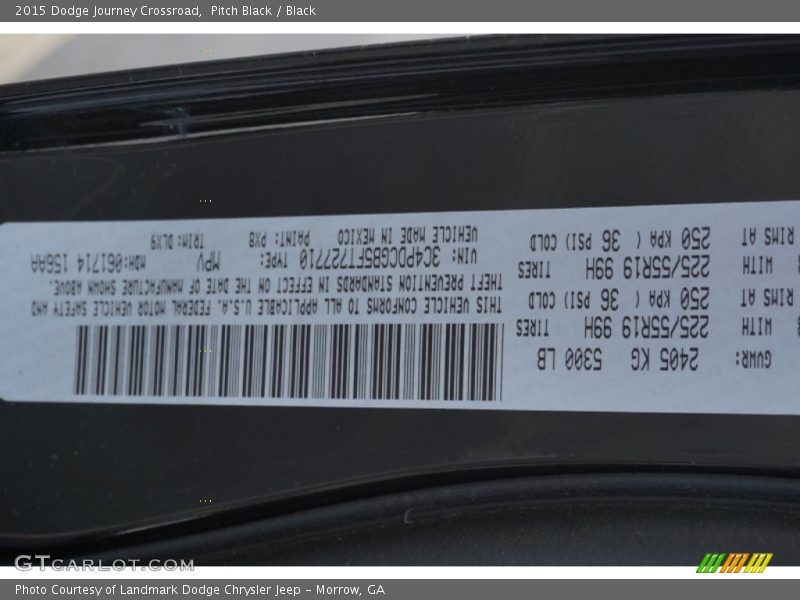 2015 Dodge Journey Crossroad, Pitch Black / Black
GVWR: 2405 KG 5300 LB
WITH 225/55R19 99H TIRES
RIMS AT 250 KPA ( 36 PSI) COLD
WITH 225/55R19 99H TIRES
RIMS AT 250 KPA ( 36 PSI) COLD
THIS VEHICLE CONFORMS TO ALL APPLICABLE U.S.A. FEDERAL MOTOR VEHICLE SAFETY AND
THEFT PREVENTION STANDARDS IN EFFECT ON THE DATE OF MANUFACTURE SHOWN ABOVE.
VIN: 3C4PDCGB5FT727710 TYPE: MPV MDH:061714 156AA
VEHICLE MADE IN MEXICO PAINT: PX8 TRIM: DLX9
GTCARLOT.COM
Photo Courtesy of Landmark Dodge Chrysler Jeep – Morrow, GA